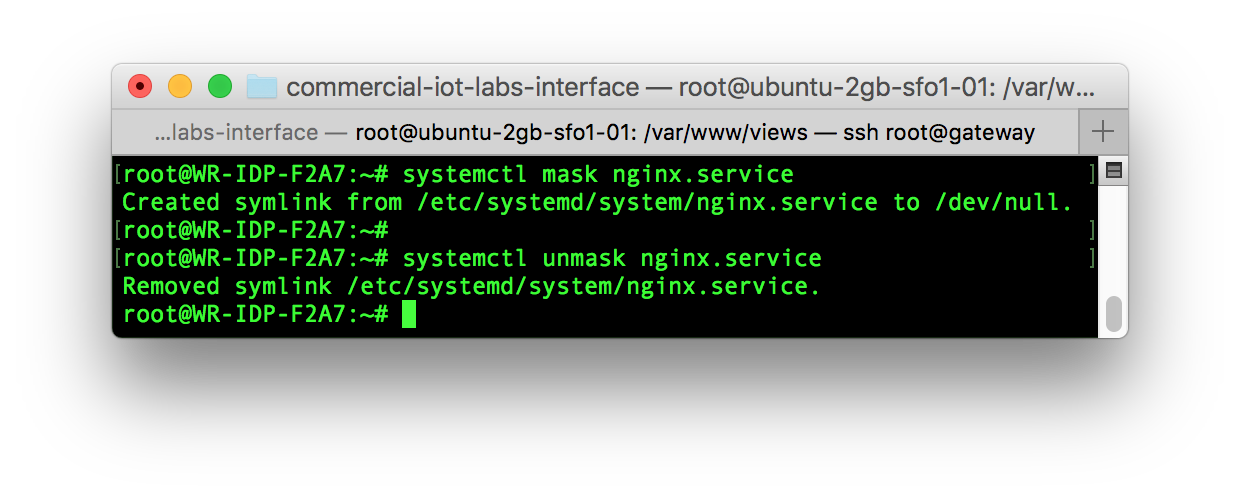 commercial-iot-labs-interface — root@ubuntu-2gb-sfo1-01: /var/w...
...labs-interface — root@ubuntu-2gb-sfo1-01: /var/www/views — ssh root@gateway +
[root@WR-IDP-F2A7:~# systemctl mask nginx.service ]
Created symlink from /etc/systemd/system/nginx.service to /dev/null.
[root@WR-IDP-F2A7:~# ]
[root@WR-IDP-F2A7:~# systemctl unmask nginx.service ]
Removed symlink /etc/systemd/system/nginx.service.
root@WR-IDP-F2A7:~#